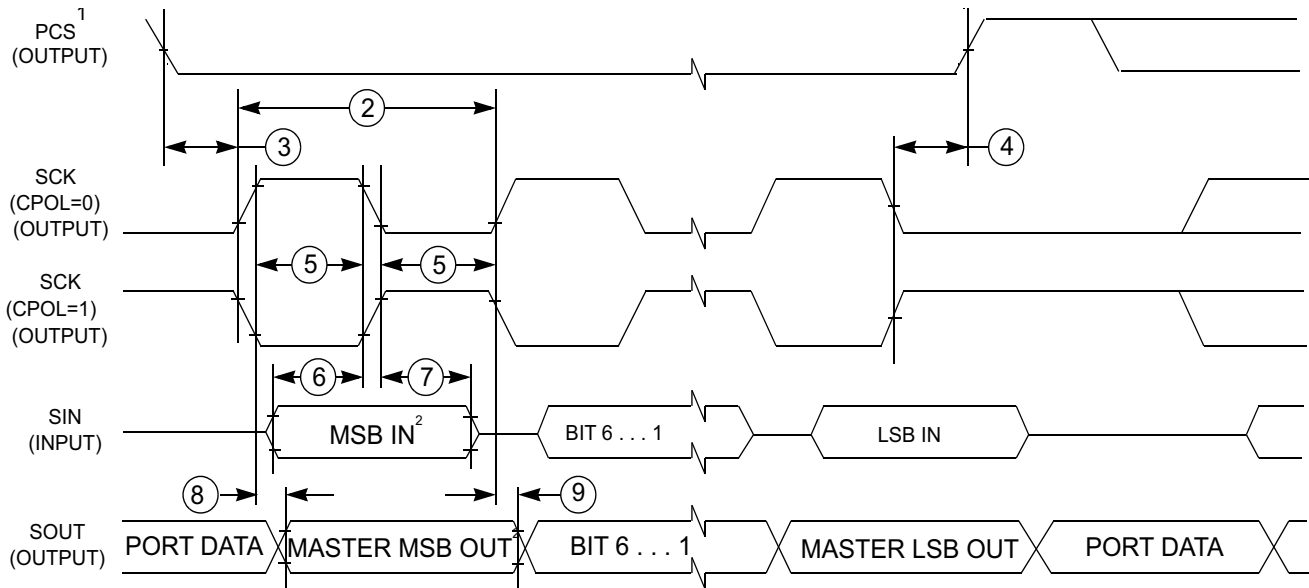 1
PCS
(OUTPUT)
2
3
4
SCK
(CPOL=0)
(OUTPUT)
5
5
SCK
(CPOL=1)
(OUTPUT)
6
7
SIN
(INPUT)
MSB IN2
BIT 6 . . . 1
LSB IN
8
9
SOUT
(OUTPUT)
PORT DATA
MASTER MSB OUT2
BIT 6 . . . 1
MASTER LSB OUT
PORT DATA